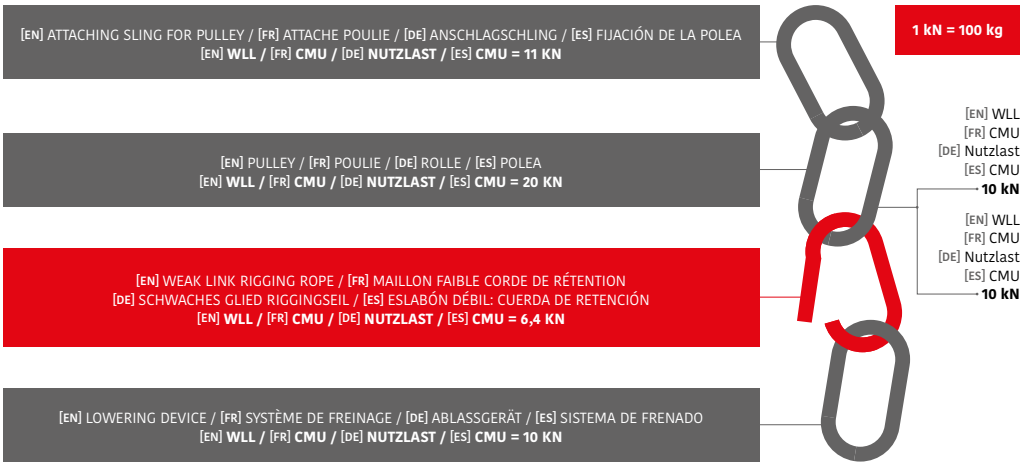 [EN] ATTACHING SLING FOR PULLEY / [FR] ATTACHE POULIE / [DE] ANSCHLAGSCHLING / [ES] FIJACIÓN DE LA POLEA
[EN] WLL / [FR] CMU / [DE] NUTZLAST / [ES] CMU = 11 KN
1 kN = 100 kg
[EN] PULLEY / [FR] POULIE / [DE] ROLLE / [ES] POLEA
[EN] WLL / [FR] CMU / [DE] NUTZLAST / [ES] CMU = 20 KN
[EN] WLL
[FR] CMU
[DE] Nutzlast
[ES] CMU
10 kN
[EN] WLL
[FR] CMU
[DE] Nutzlast
[ES] CMU
10 kN
[EN] WEAK LINK RIGGING ROPE / [FR] MAILLON FAIBLE CORDE DE RÉTENTION
[DE] SCHWACHES GLIED RIGGINGSEIL / [ES] ESLABÓN DÉBIL: CUERDA DE RETENCIÓN
[EN] WLL / [FR] CMU / [DE] NUTZLAST / [ES] CMU = 6,4 KN
[EN] LOWERING DEVICE / [FR] SYSTÈME DE FREINAGE / [DE] ABLASSGERÄT / [ES] SISTEMA DE FRENADO
[EN] WLL / [FR] CMU / [DE] NUTZLAST / [ES] CMU = 10 KN